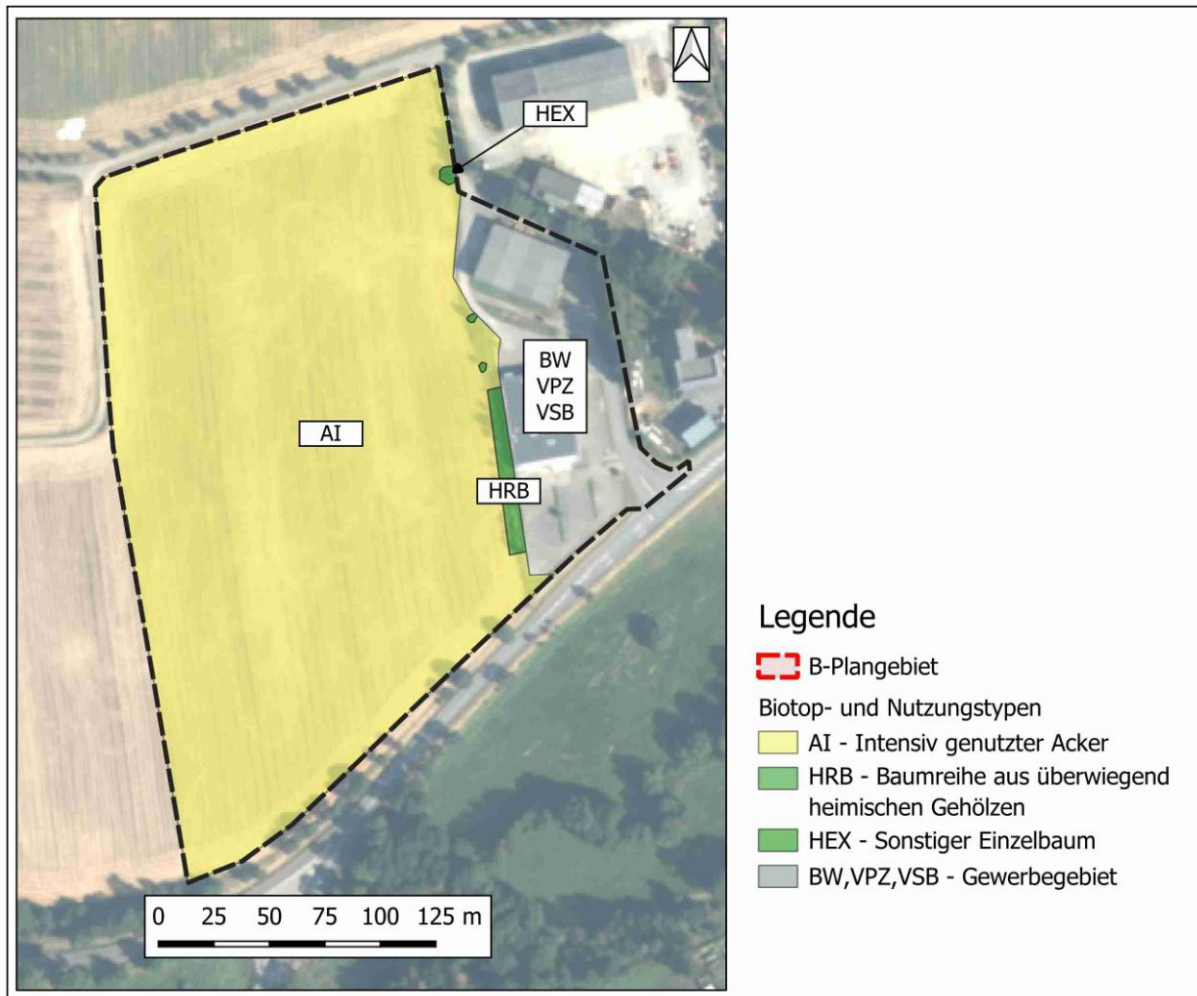 HEX
BW
VPZ
VSB
AI
HRB
Legende
B-Plangebiet
Biotop- und Nutzungstypen
AI - Intensiv genutzter Acker
HRB - Baumreihe aus überwiegend
heimischen Gehölzen
HEX - Sonstiger Einzelbaum
BW,VPZ,VSB - Gewerbegebiet
0 25 50 75 100 125 m